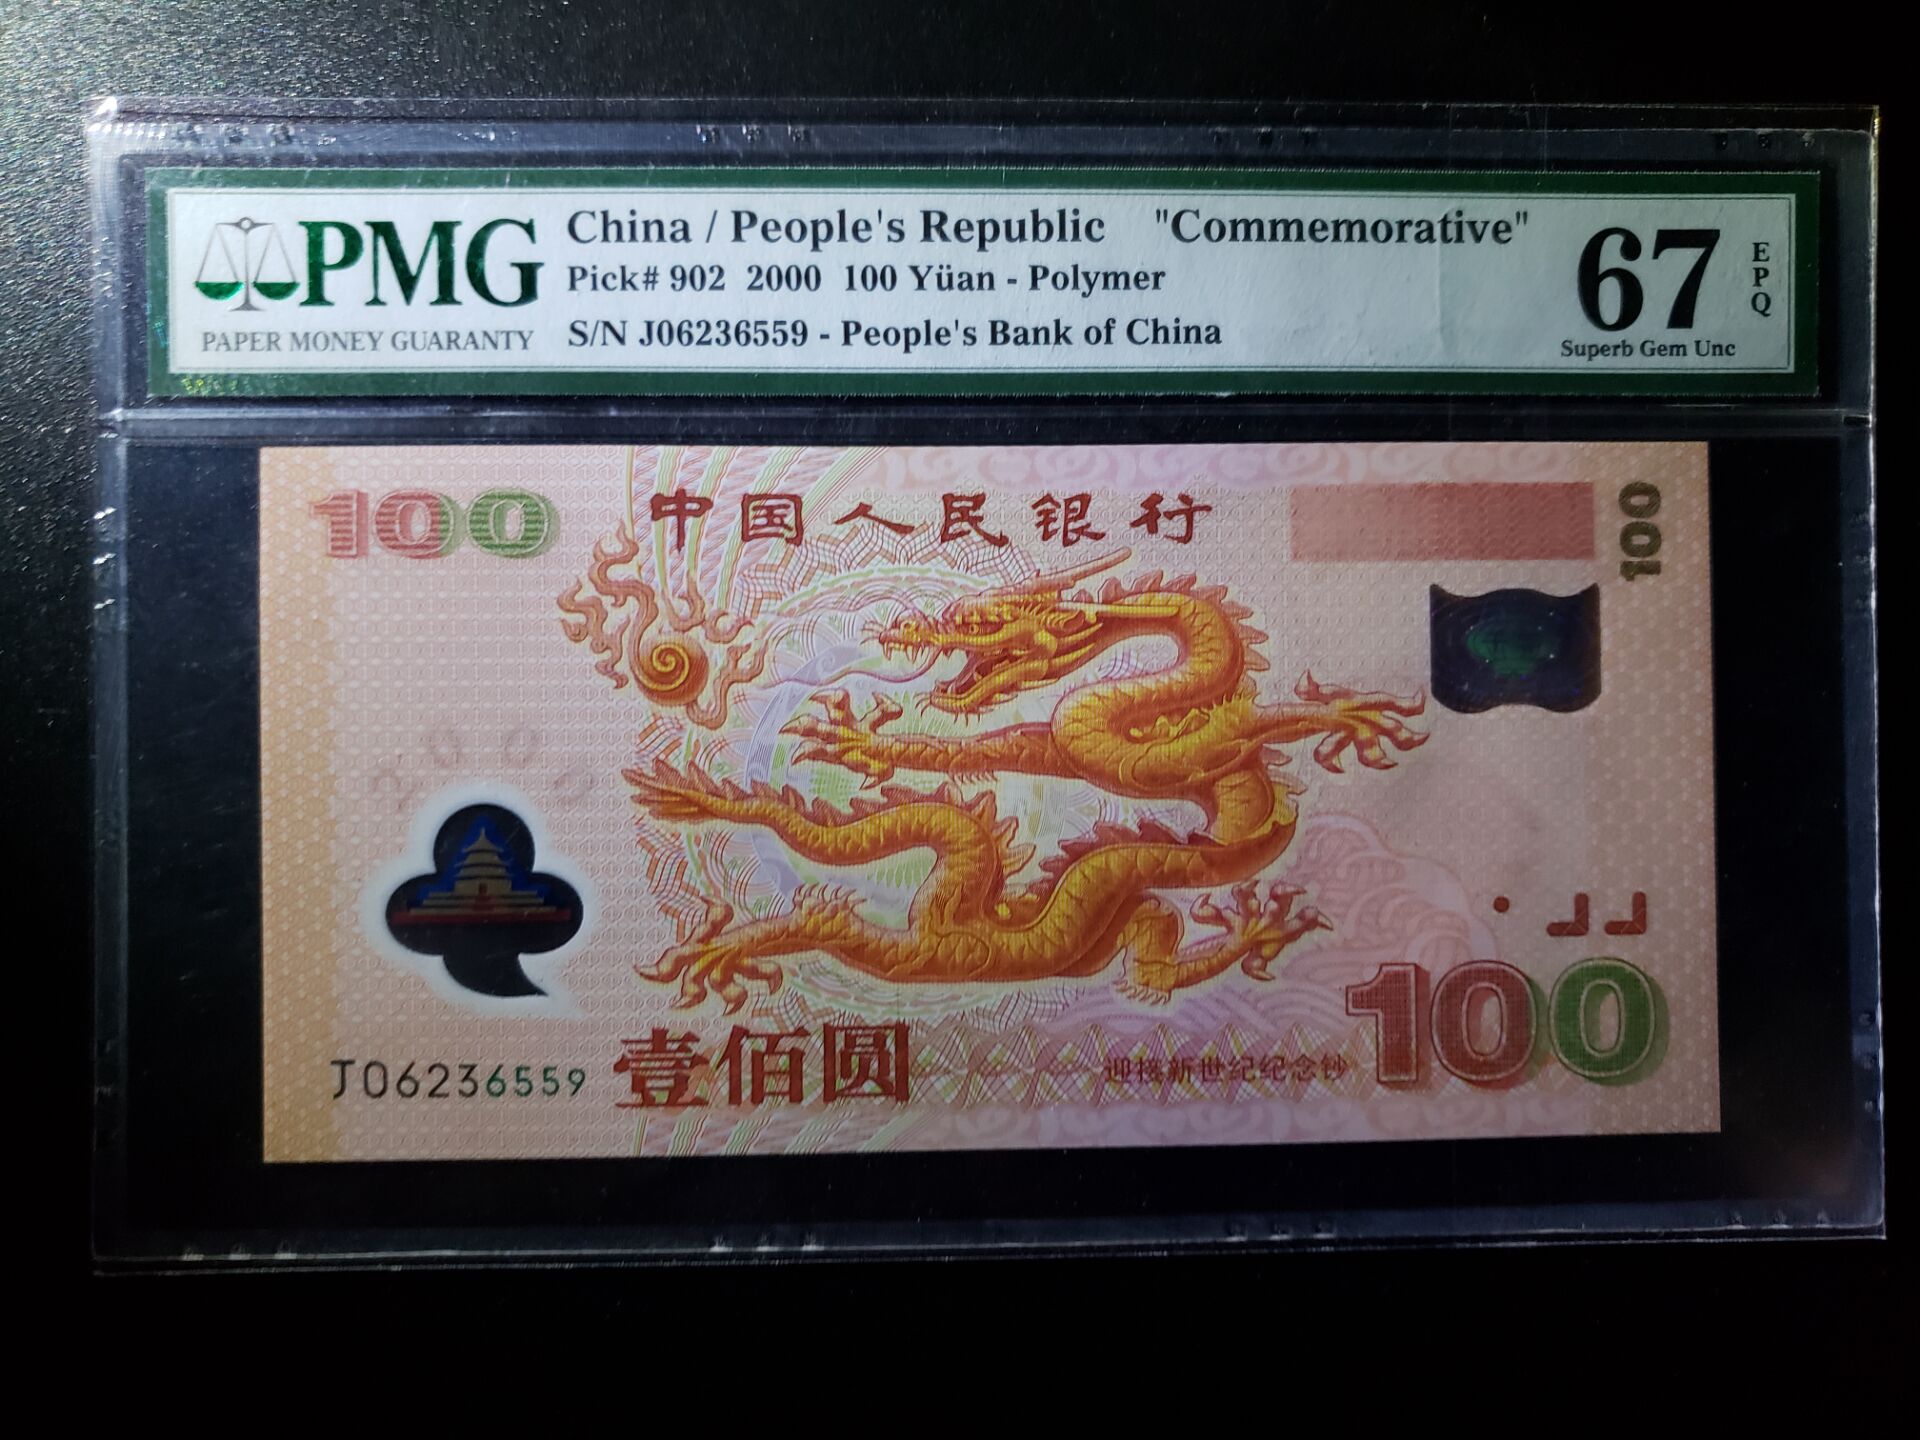 PMG
PAPER MONEY GUARANTY
China / People's Republic "Commemorative"
Pick# 902 2000 100 Yüan - Polymer
S/N J06236559 - People's Bank of China
67
EPQ
Superb Gem Unc
100
中国人民银行
100
J06236559
壹佰圆
迎接新世纪纪念钞
100